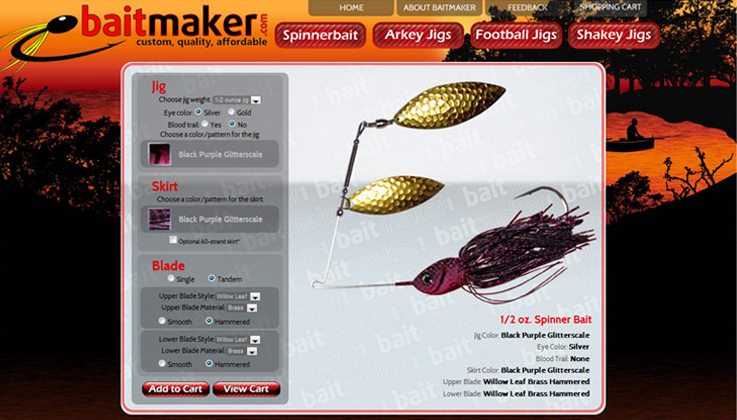 baitmaker.com
custom, quality, affordable
HOME
ABOUT BAITMAKER
FEEDBACK
SHOPPING CART
Spinnerbait
Arkey Jigs
Football Jigs
Shakey Jigs
Jig
Choose jig weight: 1/2 ounce jig
Eye color: Silver Gold
Blood trail: Yes No
Choose a color/pattern for the jig:
Black Purple Glitterscale
Skirt
Choose a color/pattern for the skirt:
Black Purple Glitterscale
Optional 60-strand skirt*
Blade
Single Tandem
Upper Blade Style: Willow Leaf
Upper Blade Material: Brass
Smooth Hammered
Lower Blade Style: Willow Leaf
Lower Blade Material: Brass
Smooth Hammered
Add to Cart View Cart
1/2 oz. Spinner Bait
Jig Color: Black Purple Glitterscale
Eye Color: Silver
Blood Trail: None
Skirt Color: Black Purple Glitterscale
Upper Blade: Willow Leaf Brass Hammered
Lower Blade: Willow Leaf Brass Hammered